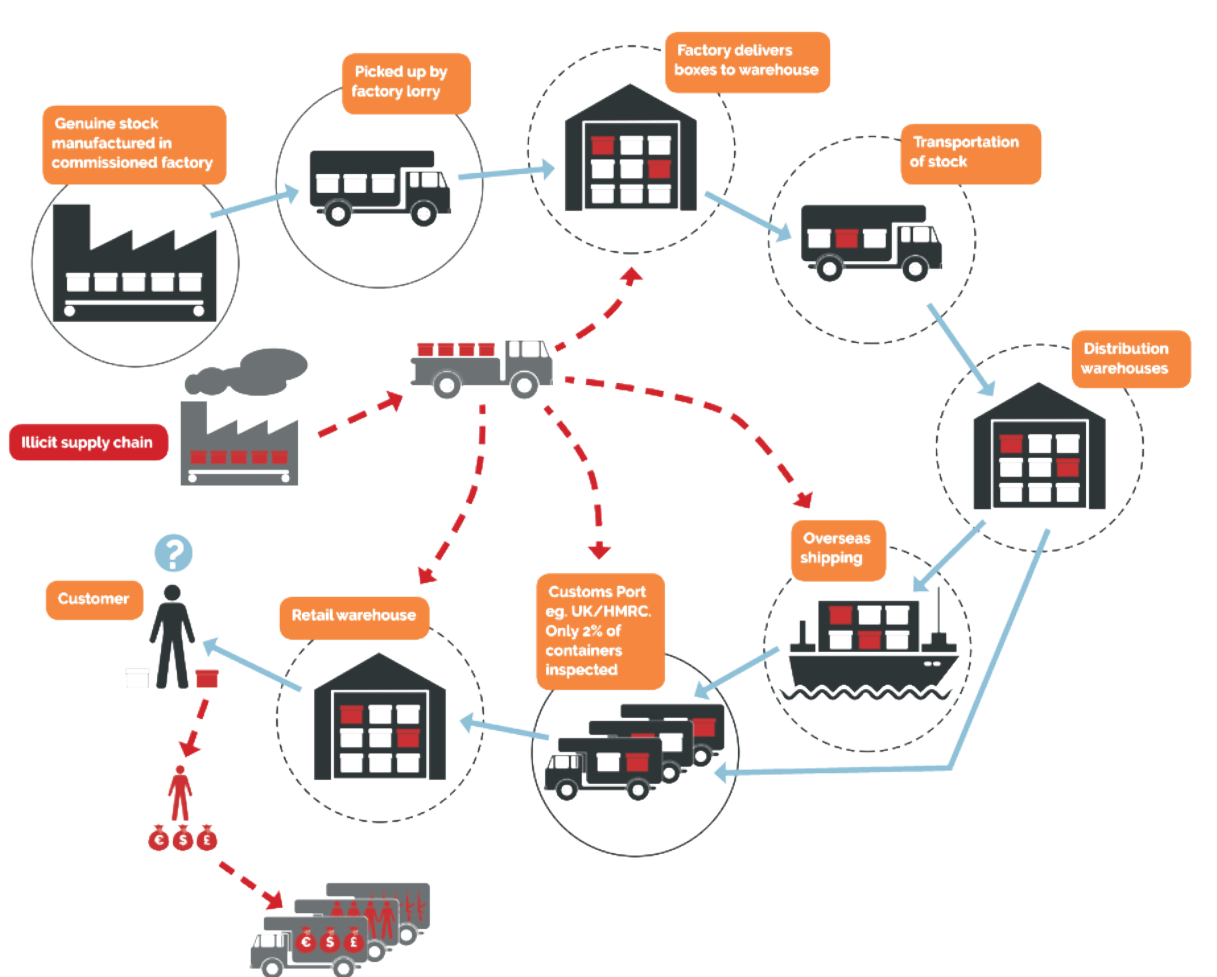 Genuine stock
manufactured in
commissioned factory
Picked up by
factory lorry
Factory delivers
boxes to warehouse
Transportation
of stock
Distribution
warehouses
Illicit supply chain
Overseas
shipping
Customs Port
eg. UK/HMRC.
Only 2% of
containers
inspected
Retail warehouse
?
Customer
€ $ £
€ $ £